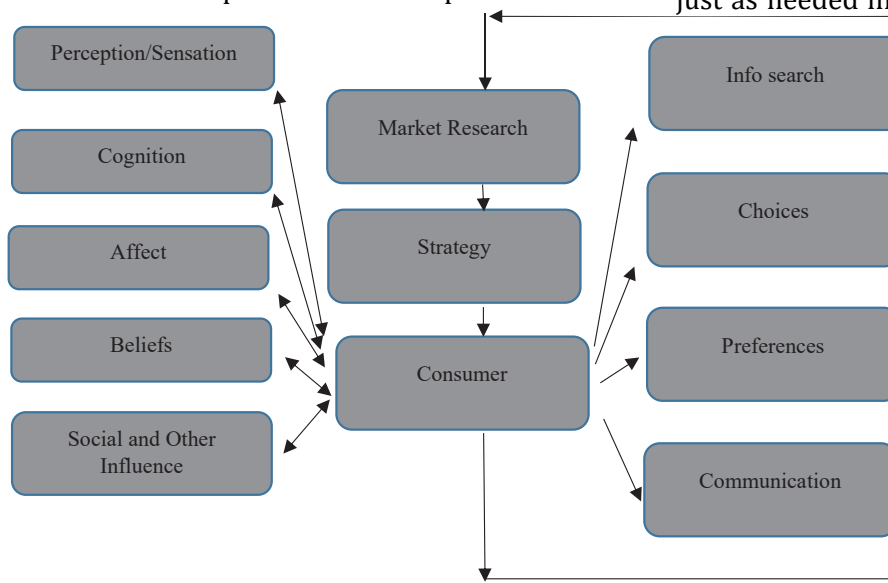 just as needed in
Perception/Sensation
Cognition
Affect
Beliefs
Social and Other
Influence
Market Research
Strategy
Consumer
Info search
Choices
Preferences
Communication